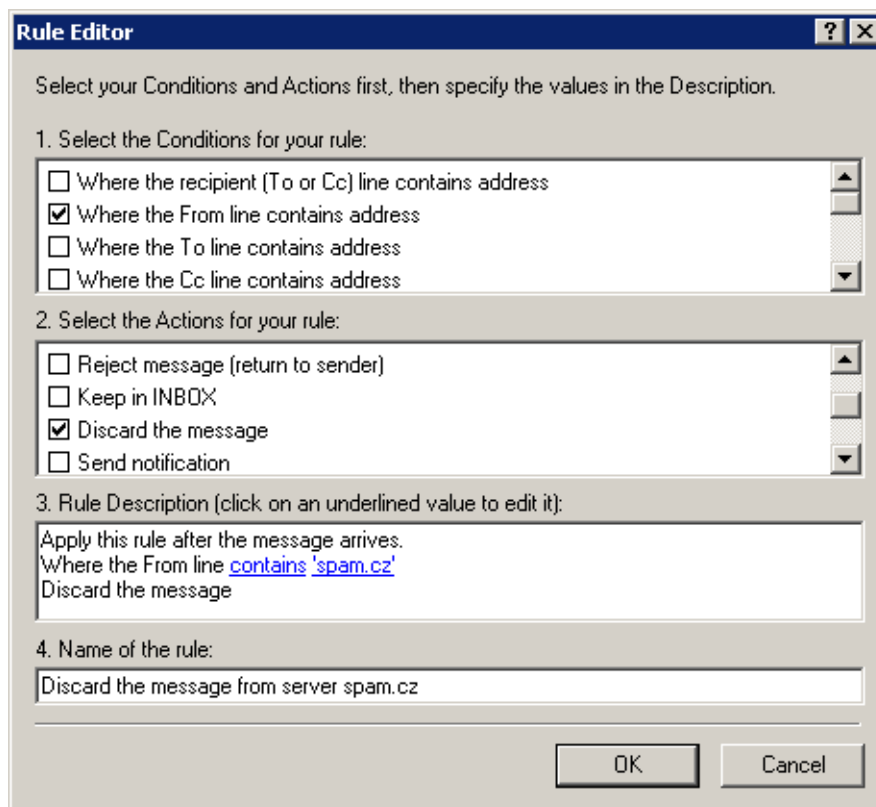 Rule Editor
Select your Conditions and Actions first, then specify the values in the Description.
1. Select the Conditions for your rule:
Where the recipient (To or Cc) line contains address
Where the From line contains address
Where the To line contains address
Where the Cc line contains address
2. Select the Actions for your rule:
Reject message (return to sender)
Keep in INBOX
Discard the message
Send notification
3. Rule Description (click on an underlined value to edit it):
Apply this rule after the message arrives.
Where the From line contains 'spam.cz'
Discard the message
4. Name of the rule:
Discard the message from server spam.cz
OK Cancel